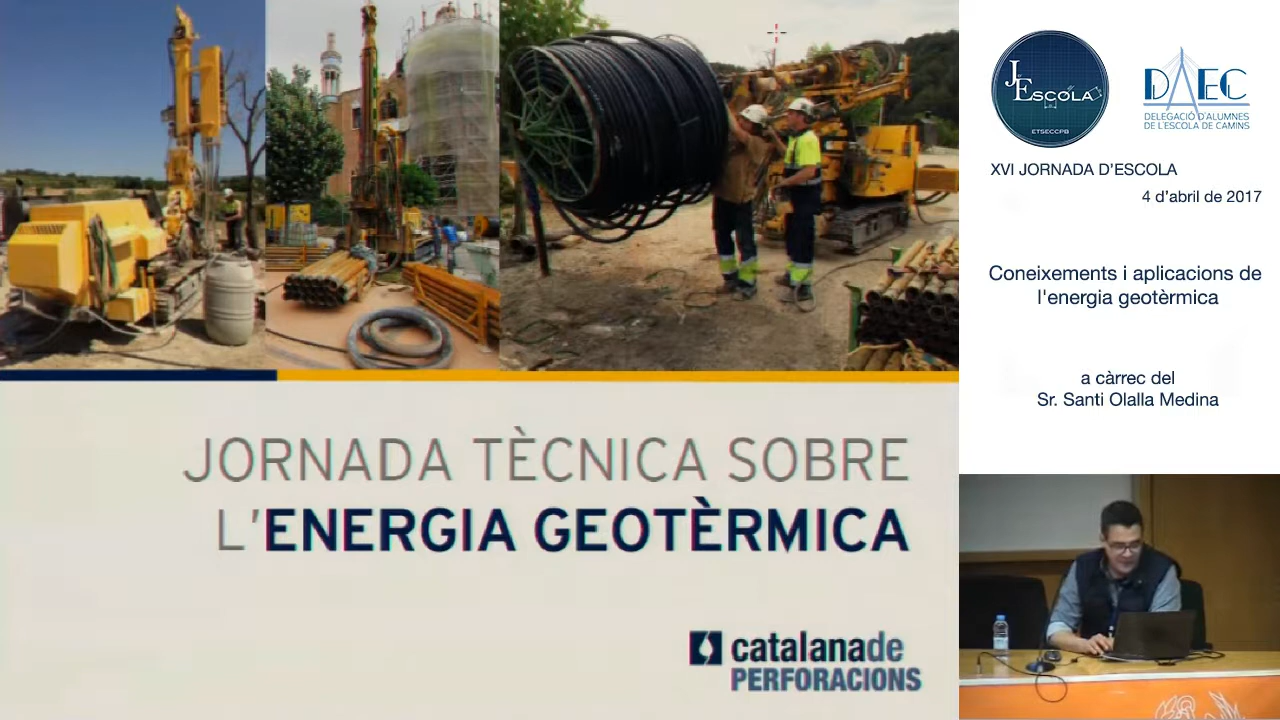 JORNADA TÈCNICA SOBRE
L'ENERGIA GEOTÈRMICA
catalanade
PERFORACIONS
J'
ESCOLA
ETSECCPB
DAEC
DELEGACIÓ D'ALUMNES
DE L'ESCOLA DE CAMINS
XVI JORNADA D'ESCOLA
4 d'abril de 2017
Coneixements i aplicacions de
l'energia geotèrmica
a càrrec del
Sr. Santi Olalla Medina